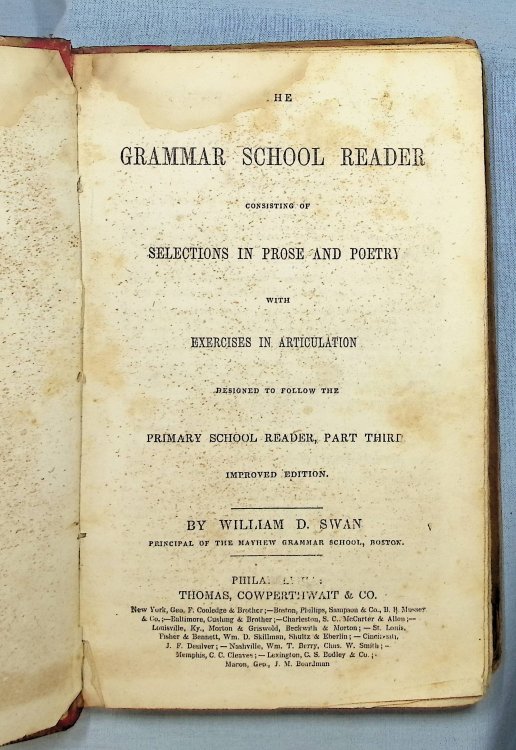 HE
GRAMMAR SCHOOL READER
CONSISTING OF
SELECTIONS IN PROSE AND POETRY
WITH
EXERCISES IN ARTICULATION
DESIGNED TO FOLLOW THE
PRIMARY SCHOOL READER, PART THIRD
IMPROVED EDITION.
BY WILLIAM D. SWAN
PRINCIPAL OF THE MAYHEW GRAMMAR SCHOOL, BOSTON.
THOMAS, COWPERTHWAIT & CO.
New York, Geo. F. Cooledge & Brother;—Boston, Phillips, Sampson & Co., B. B. Mussey
& Co.;—Baltimore, Cushing & Brother;—Charleston, S. C., McCarter & Allen;—
Louisville, Ky., Morton & Griswold, Beckwith & Morton;—St. Louis,
Fisher & Bennett, Wm. D. Skillman, Shultz & Eberlin;—Cincinnati,
J. F. Desilver;—Nashville, Wm. T. Berry, Chas. W. Smith;—
Memphis, C. C. Cleaves;—Lexington, C. S. Bodley & Co.;—
Macon, Geo., J. M. Boardman